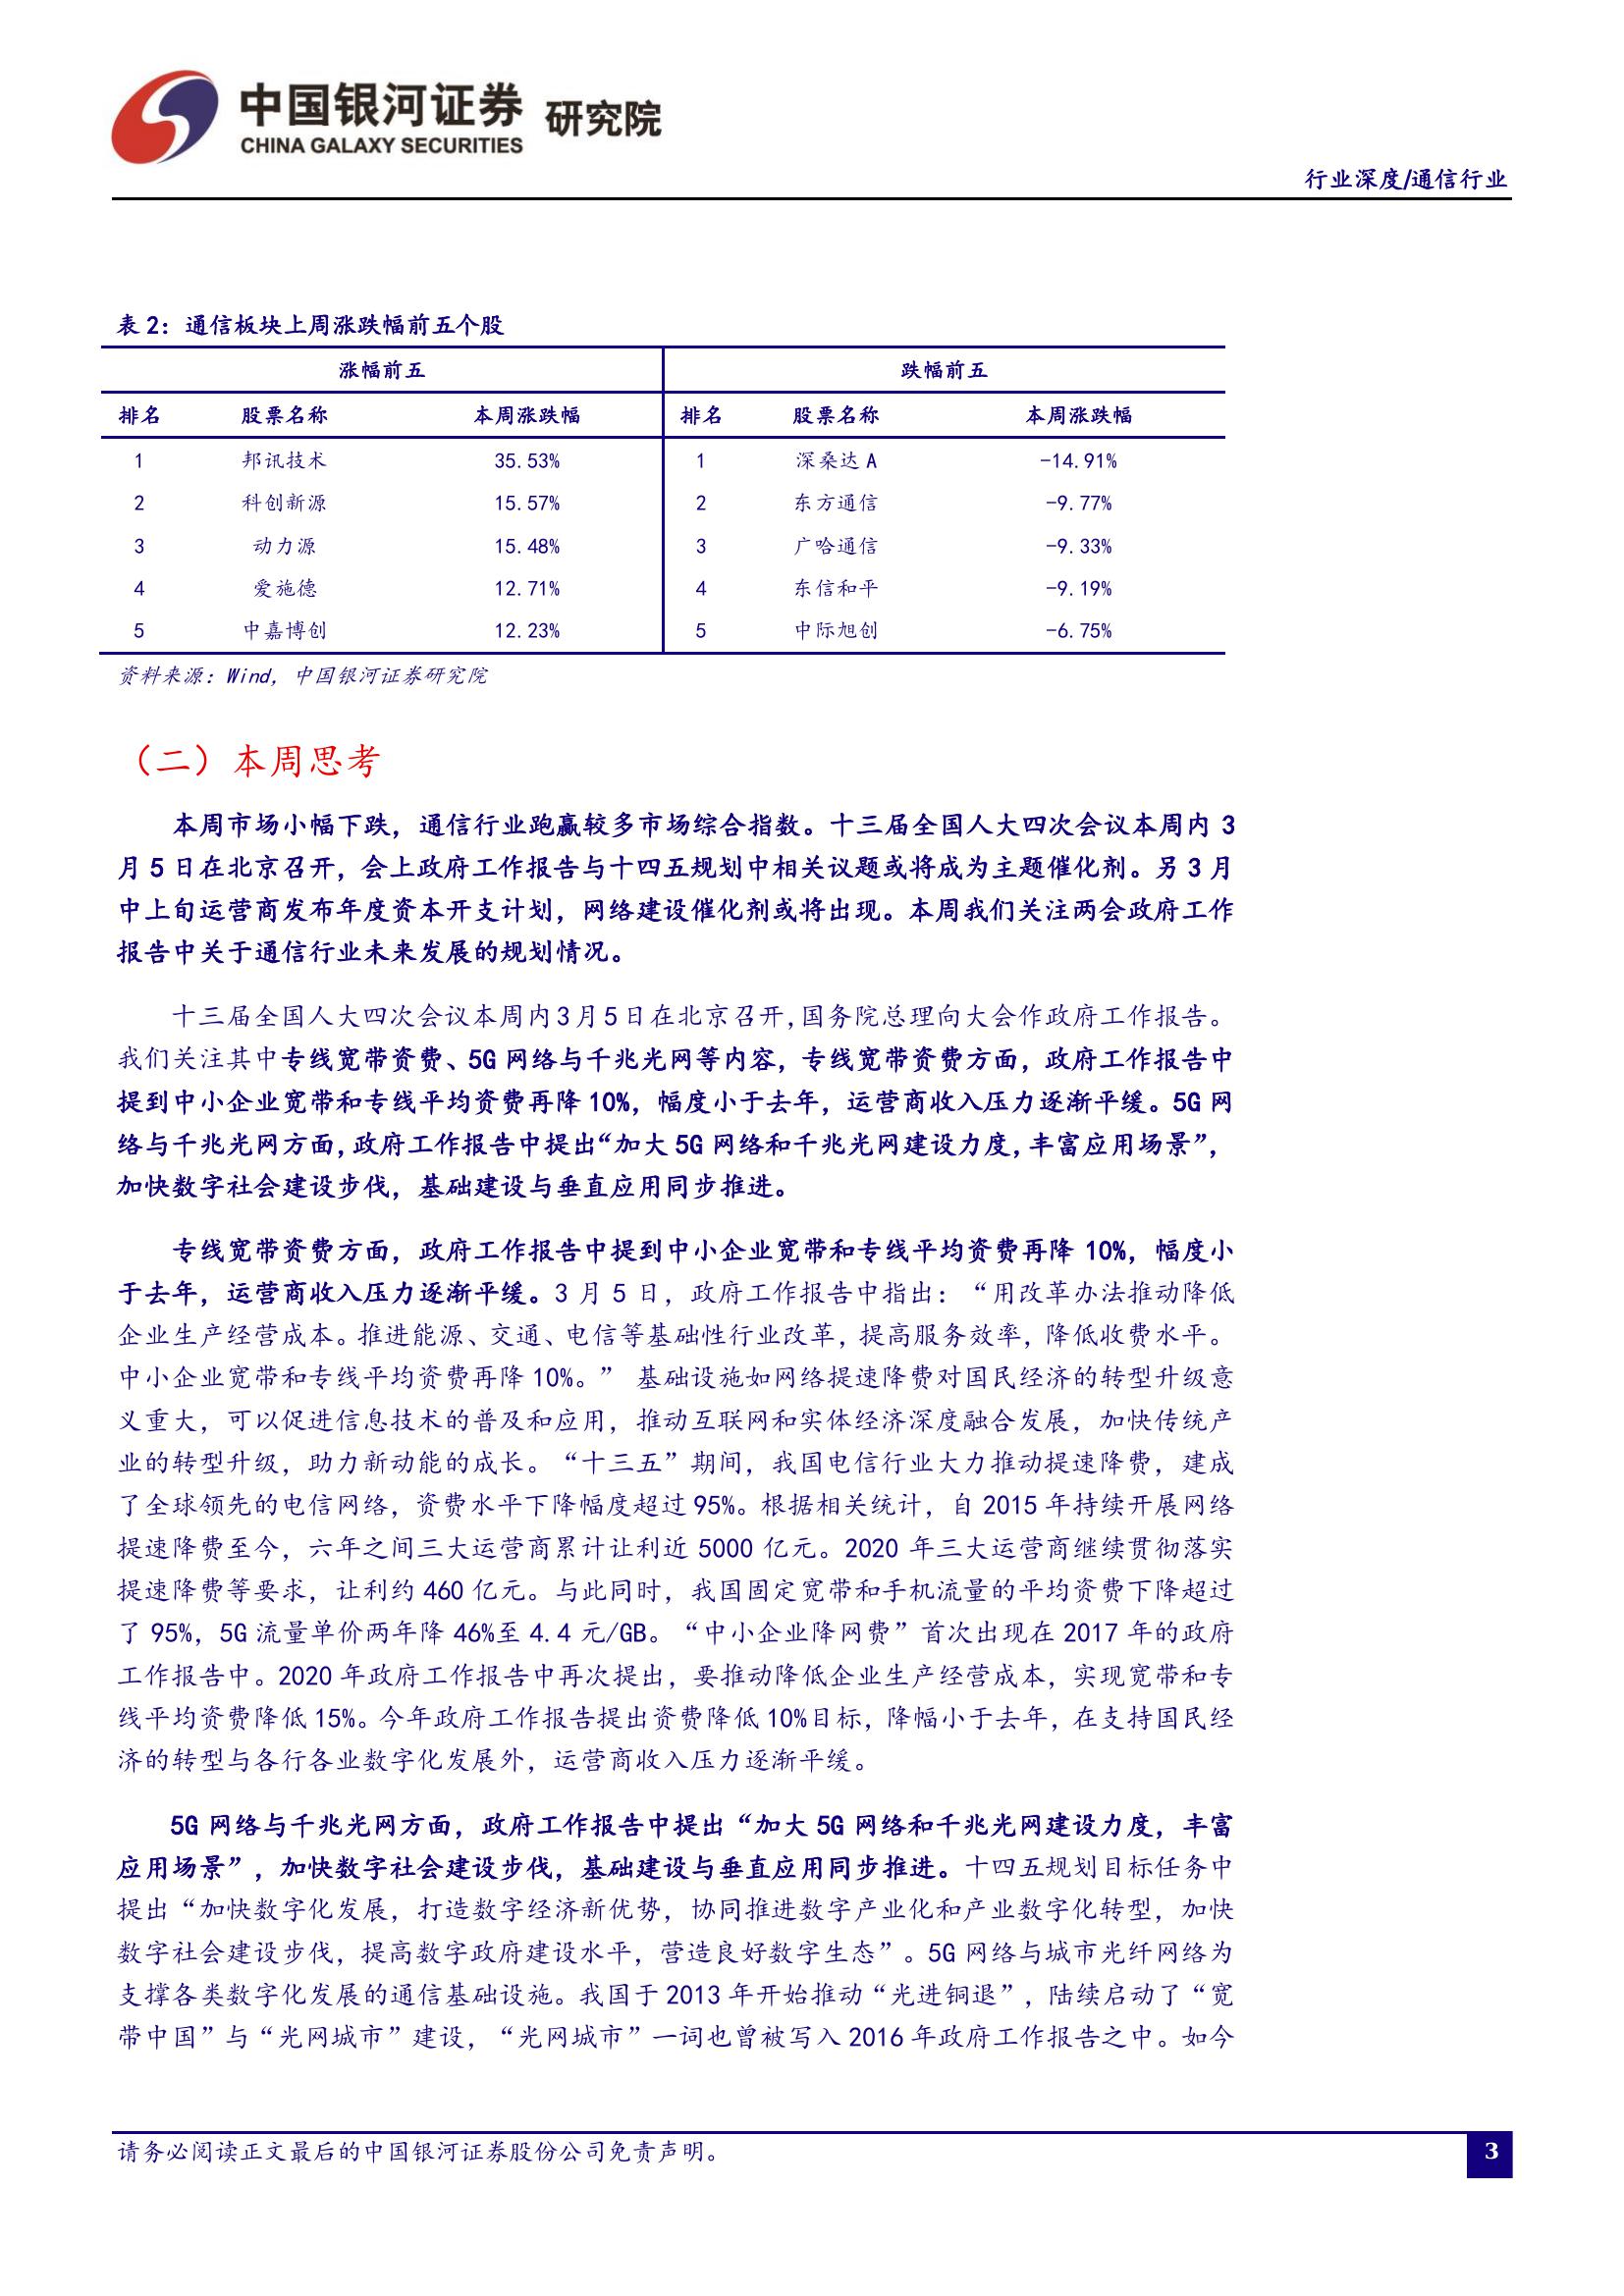 中国银河证券 研究院
CHINA GALAXY SECURITIES
行业深度/通信行业
表 2：通信板块上周涨跌幅前五个股
涨幅前五 跌幅前五
排名 股票名称 本周涨跌幅 排名 股票名称 本周涨跌幅
1 邦讯技术 35.53% 1 深桑达 A -14.91%
2 科创新源 15.57% 2 东方通信 -9.77%
3 动力源 15.48% 3 广哈通信 -9.33%
4 爱施德 12.71% 4 东信和平 -9.19%
5 中嘉博创 12.23% 5 中际旭创 -6.75%
资料来源：Wind，中国银河证券研究院
（二）本周思考
本周市场小幅下跌，通信行业跑赢较多市场综合指数。十三届全国人大四次会议本周内 3
月 5 日在北京召开，会上政府工作报告与十四五规划中相关议题或将成为主题催化剂。另 3 月
中上旬运营商发布年度资本开支计划，网络建设催化剂或将出现。本周我们关注两会政府工作
报告中关于通信行业未来发展的规划情况。
十三届全国人大四次会议本周内 3 月 5 日在北京召开，国务院总理向大会作政府工作报告。
我们关注其中专线宽带资费、5G 网络与千兆光网等内容，专线宽带资费方面，政府工作报告中
提到中小企业宽带和专线平均资费再降 10%，幅度小于去年，运营商收入压力逐渐平缓。5G 网
络与千兆光网方面，政府工作报告中提出“加大 5G 网络和千兆光网建设力度，丰富应用场景”，
加快数字社会建设步伐，基础建设与垂直应用同步推进。
专线宽带资费方面，政府工作报告中提到中小企业宽带和专线平均资费再降 10%，幅度小
于去年，运营商收入压力逐渐平缓。3 月 5 日，政府工作报告中指出：“用改革办法推动降低
企业生产经营成本。推进能源、交通、电信等基础性行业改革，提高服务效率，降低收费水平。
中小企业宽带和专线平均资费再降 10%。” 基础设施如网络提速降费对国民经济的转型升级意
义重大，可以促进信息技术的普及和应用，推动互联网和实体经济深度融合发展，加快传统产
业的转型升级，助力新动能的成长。“十三五”期间，我国电信行业大力推动提速降费，建成
了全球领先的电信网络，资费水平下降幅度超过 95%。根据相关统计，自 2015 年持续开展网络
提速降费至今，六年之间三大运营商累计让利近 5000 亿元。2020 年三大运营商继续贯彻落实
提速降费等要求，让利约 460 亿元。与此同时，我国固定宽带和手机流量的平均资费下降超过
了 95%，5G 流量单价两年降 46%至 4.4 元/GB。“中小企业降网费”首次出现在 2017 年的政府
工作报告中。2020 年政府工作报告中再次提出，要推动降低企业生产经营成本，实现宽带和专
线平均资费降低 15%。今年政府工作报告提出资费降低 10%目标，降幅小于去年，在支持国民经
济的转型与各行各业数字化发展外，运营商收入压力逐渐平缓。
5G 网络与千兆光网方面，政府工作报告中提出“加大 5G 网络和千兆光网建设力度，丰富
应用场景”，加快数字社会建设步伐，基础建设与垂直应用同步推进。十四五规划目标任务中
提出“加快数字化发展，打造数字经济新优势，协同推进数字产业化和产业数字化转型，加快
数字社会建设步伐，提高数字政府建设水平，营造良好数字生态”。5G 网络与城市光纤网络为
支撑各类数字化发展的通信基础设施。我国于 2013 年开始推动“光进铜退”，陆续启动了“宽
带中国”与“光网城市”建设，“光网城市”一词也曾被写入 2016 年政府工作报告之中。如今
请务必阅读正文最后的中国银河证券股份公司免责声明。
3